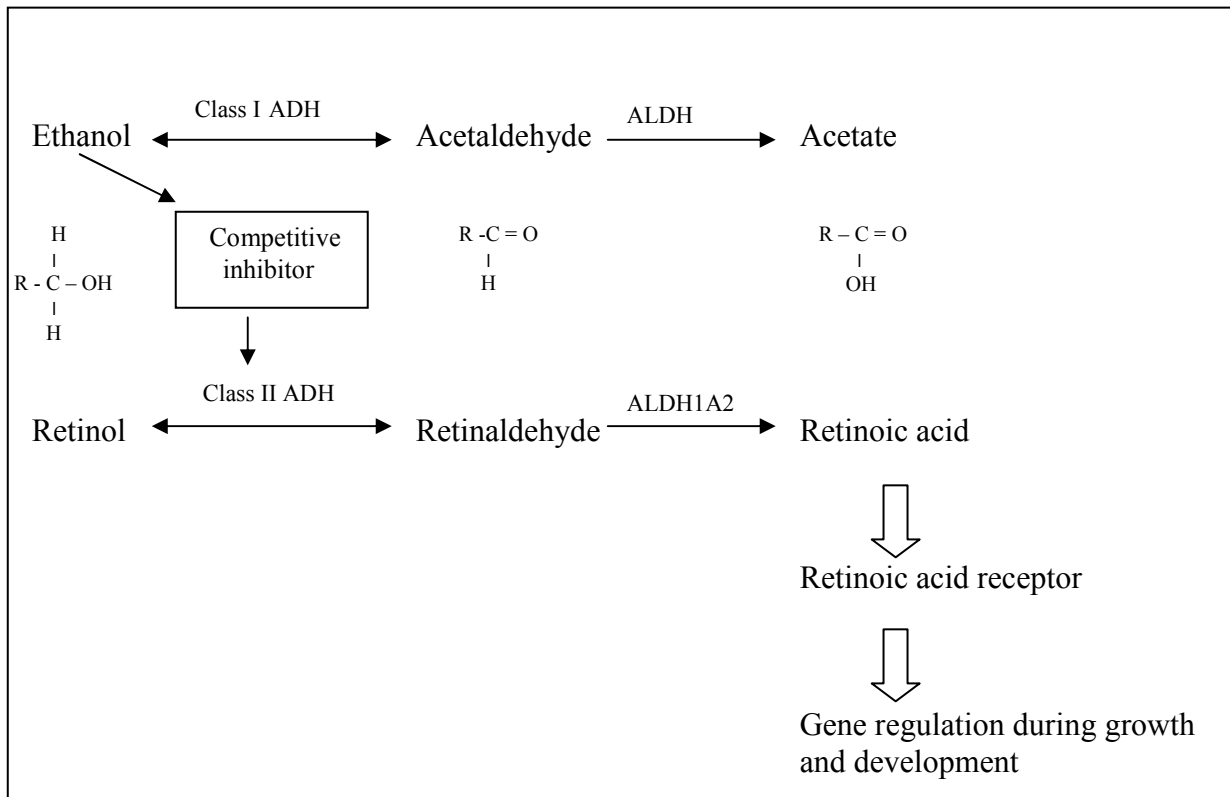 Class I ADH
ALDH
Ethanol
Acetaldehyde
Acetate
Competitive
inhibitor
H
R - C – OH
H
R -C = O
H
R – C = O
OH
Class II ADH
ALDH1A2
Retinol
Retinaldehyde
Retinoic acid
Retinoic acid receptor
Gene regulation during growth
and development